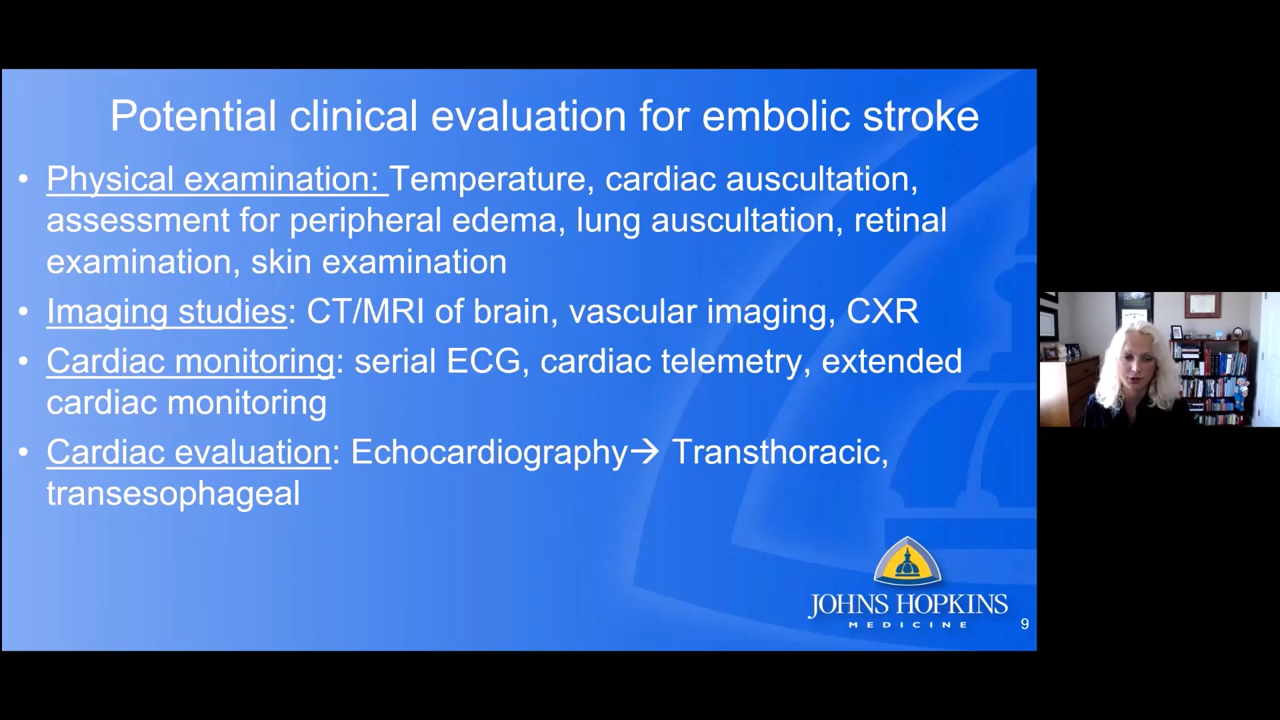 Potential clinical evaluation for embolic stroke
• Physical examination: Temperature, cardiac auscultation,
assessment for peripheral edema, lung auscultation, retinal
examination, skin examination
• Imaging studies: CT/MRI of brain, vascular imaging, CXR
• Cardiac monitoring: serial ECG, cardiac telemetry, extended
cardiac monitoring
• Cardiac evaluation: Echocardiography→ Transthoracic,
transesophageal
JOHNS HOPKINS
MEDICINE
9